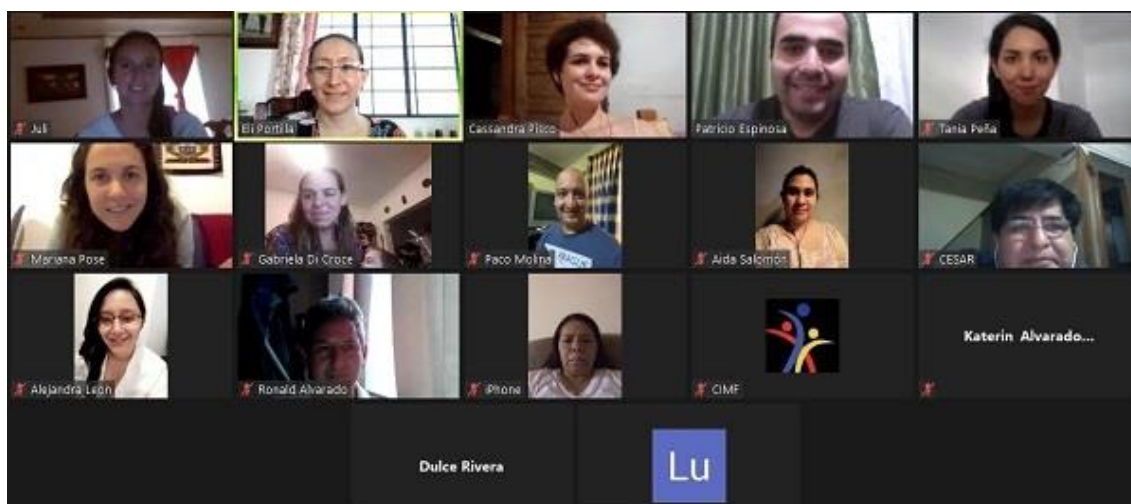 Juli
Eli Portilla
Cassandra Pisco
Patricio Espinosa
Tania Peña
Mariana Pose
Gabriela Di Croce
Paco Molina
Aida Salomón
CESAR
Alejandra Leon
Ronald Alvarado
iPhone
CIMF
Katerin Alvarado...
Dulce Rivera
Lu